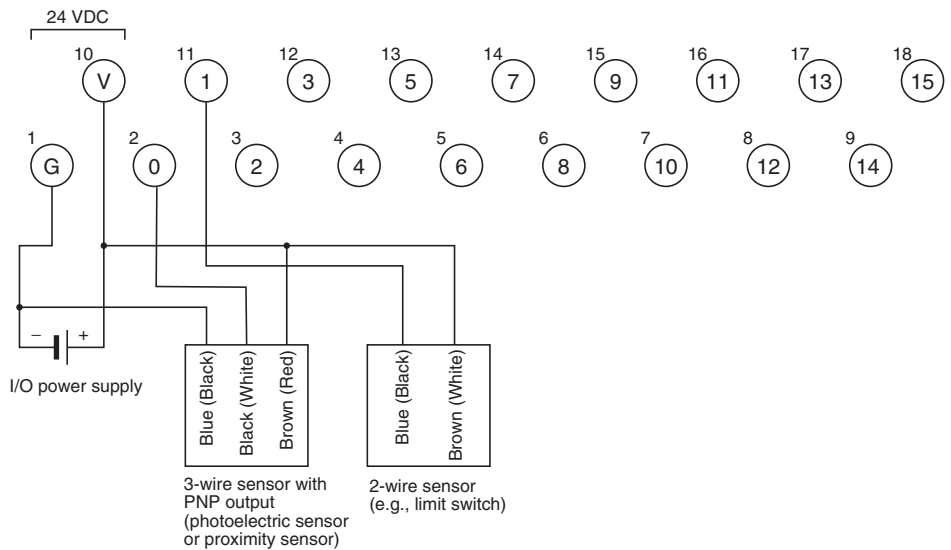 24 VDC
10 11 12 13 14 15 16 17 18
V 1 3 5 7 9 11 13 15
1 2 3 4 5 6 7 8 9
G 0 2 4 6 8 10 12 14
− +
I/O power supply
Blue (Black)
Black (White)
Brown (Red)
Blue (Black)
Brown (White)
3-wire sensor with
PNP output
(photoelectric sensor
or proximity sensor)
2-wire sensor
(e.g., limit switch)